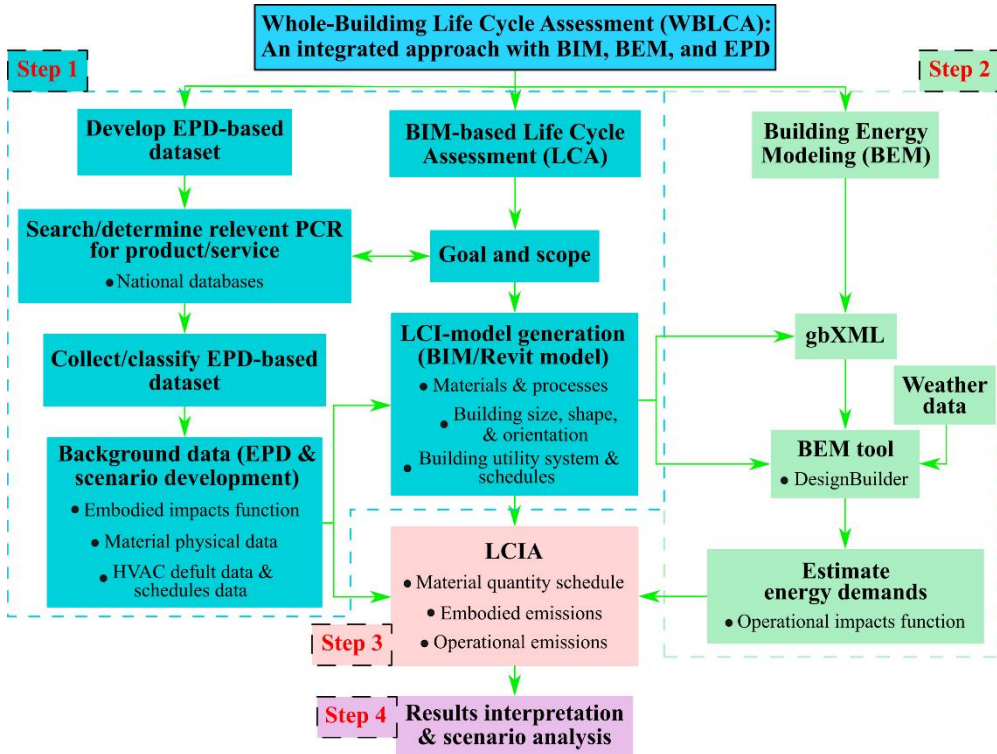 Whole-Buildimg Life Cycle Assessment (WBLCA):
An integrated approach with BIM, BEM, and EPD
Step 1
Step 2
Develop EPD-based
dataset
BIM-based Life Cycle
Assessment (LCA)
Building Energy
Modeling (BEM)
Search/determine relevent PCR
for product/service
• National databases
Goal and scope
Collect/classify EPD-based
dataset
LCI-model generation
(BIM/Revit model)
• Materials & processes
• Building size, shape,
& orientation
• Building utility system &
schedules
gbXML
Weather
data
Background data (EPD &
scenario development)
• Embodied impacts function
• Material physical data
• HVAC defult data &
schedules data
BEM tool
• DesignBuilder
LCIA
• Material quantity schedule
• Embodied emissions
• Operational emissions
Estimate
energy demands
• Operational impacts function
Step 3
Step 4
Results interpretation
& scenario analysis